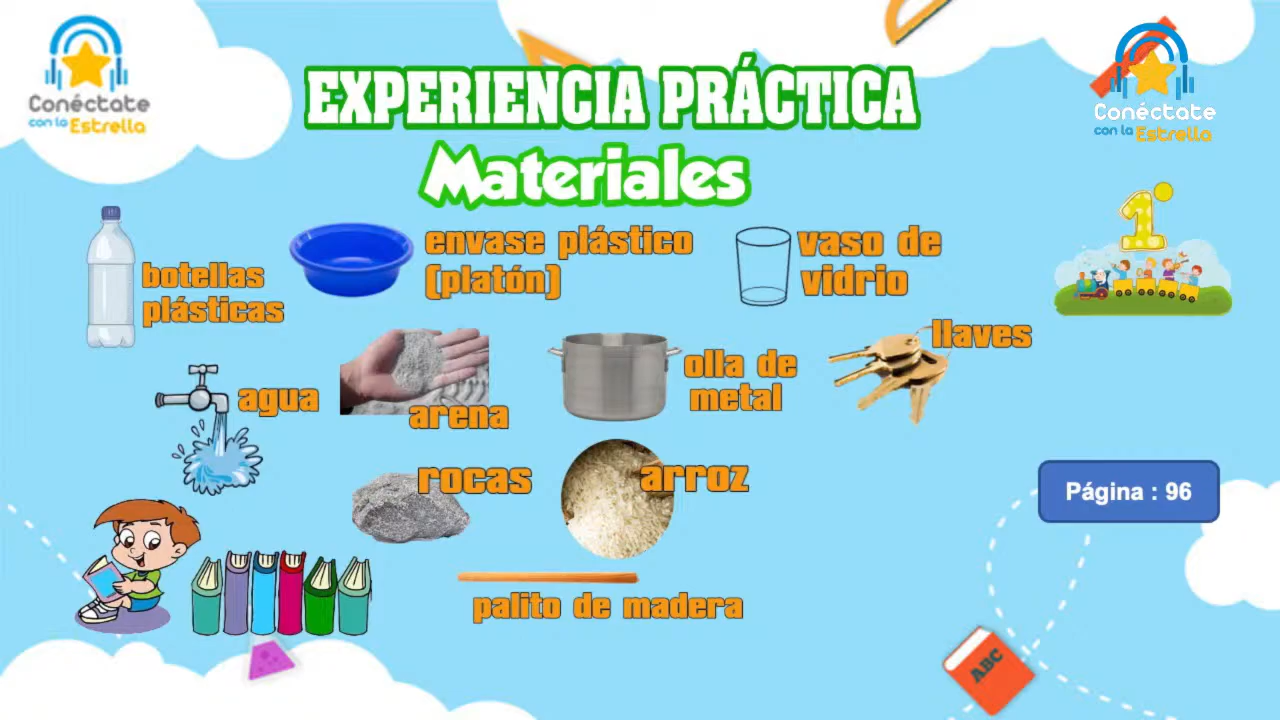 Conéctate
con la Estrella
Conéctate
con la Estrella
EXPERIENCIA PRÁCTICA
Materiales
1°
botellas
plásticas
envase plástico
(platón)
vaso de
vidrio
agua
arena
olla de
metal
llaves
rocas
arroz
Página : 96
palito de madera
ABC